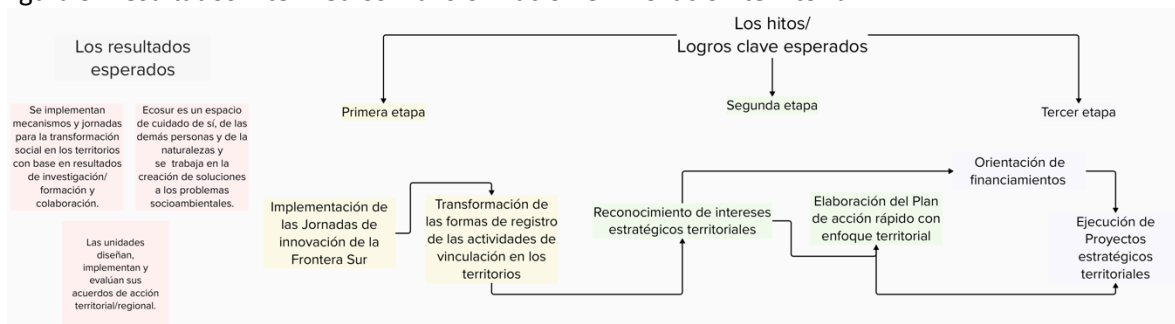 Los resultados
esperados
Se implementan
mecanismos y jornadas
para la transformación
social en los territorios
con base en resultados
de investigación/
formación y
colaboración.
Ecosur es un espacio
de cuidado de sí, de las
demás personas y de la
naturalezas y
se trabaja en la
creación de soluciones
a los problemas
socioambientales.
Las unidades
diseñan,
implementan y
evalúan sus
acuerdos de acción
territorial/regional.
Los hitos/
Logros clave esperados
Primera etapa
Segunda etapa
Tercer etapa
Implementación de
las Jornadas de
innovación de la
Frontera Sur
Transformación de
las formas de registro
de las actividades de
vinculación en los
territorios
Reconocimiento de intereses
estratégicos territoriales
Elaboración del Plan
de acción rápido con
enfoque territorial
Orientación de
financiamientos
Ejecución de
Proyectos
estratégicos
territoriales